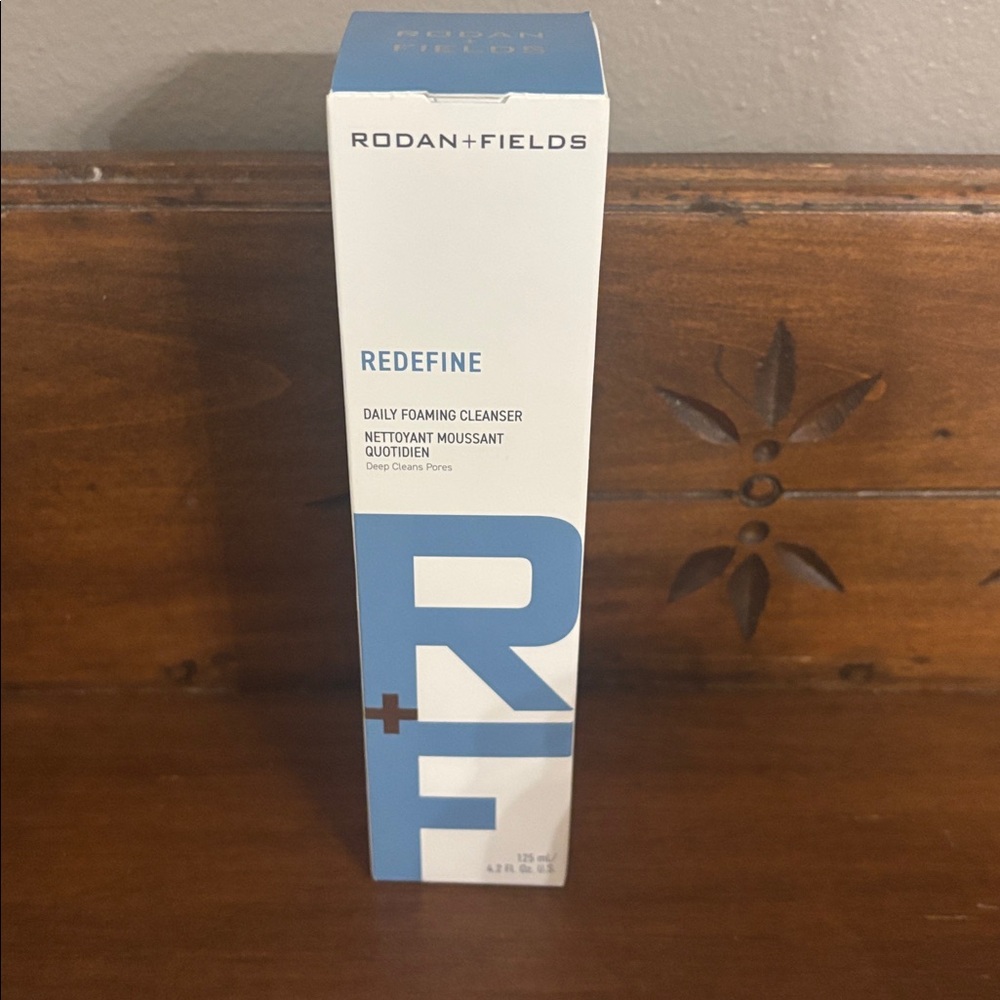 RODAN
+
FIELDS
RODAN+FIELDS
REDEFINE
DAILY FOAMING CLEANSER
NETTOYANT MOUSSANT
QUOTIDIEN
Deep Cleans Pores
R
+
F
125 mL/
4.2 Fl. Oz. U.S.